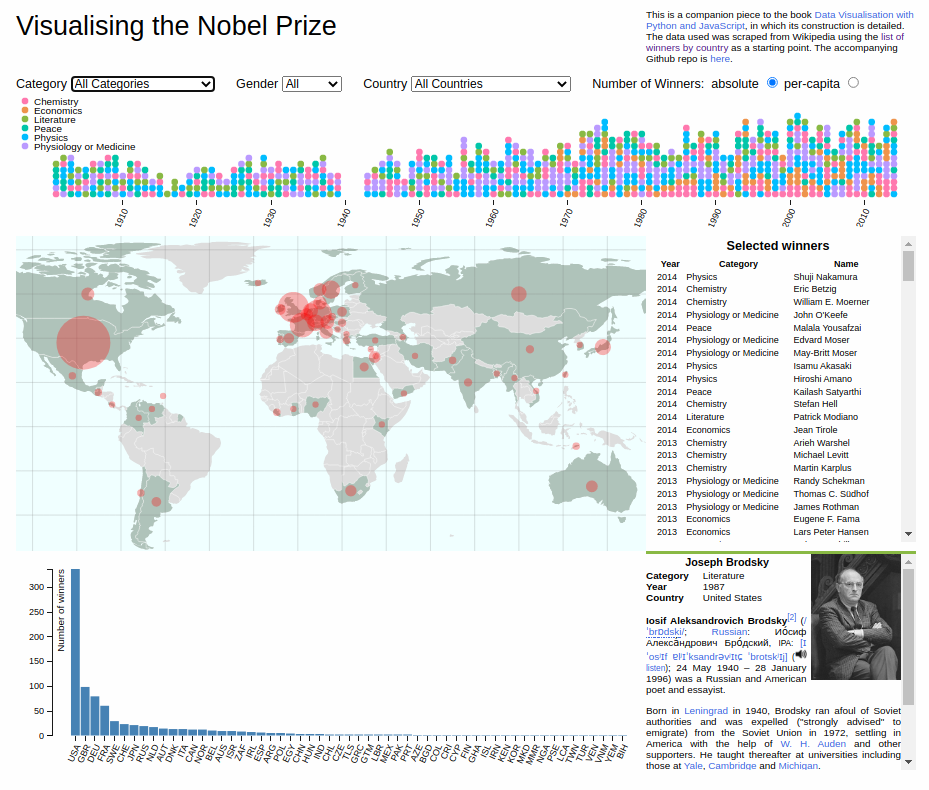 Visualising the Nobel Prize
This is a companion piece to the book Data Visualisation with
Python and JavaScript, in which its construction is detailed.
The data used was scraped from Wikipedia using the list of
winners by country as a starting point. The accompanying
Github repo is here.
Category All Categories Gender All Country All Countries Number of Winners: absolute per-capita
Chemistry
Economics
Literature
Peace
Physics
Physiology or Medicine
1910 1920 1930 1940 1950 1960 1970 1980 1990 2000 2010
Selected winners
Year Category Name
2014 Physics Shuji Nakamura
2014 Chemistry Eric Betzig
2014 Chemistry William E. Moerner
2014 Physiology or Medicine John O'Keefe
2014 Peace Malala Yousafzai
2014 Physiology or Medicine Edvard Moser
2014 Physiology or Medicine May-Britt Moser
2014 Physics Isamu Akasaki
2014 Physics Hiroshi Amano
2014 Peace Kailash Satyarthi
2014 Chemistry Stefan Hell
2014 Literature Patrick Modiano
2014 Economics Jean Tirole
2013 Chemistry Arieh Warshel
2013 Chemistry Michael Levitt
2013 Chemistry Martin Karplus
2013 Physiology or Medicine Randy Schekman
2013 Physiology or Medicine Thomas C. Südhof
2013 Physiology or Medicine James Rothman
2013 Economics Eugene F. Fama
2013 Economics Lars Peter Hansen
Number of winners
300
250
200
150
100
50
0
USA GBR DEU FRA SWE CHE JPN RUS NLD AUT DNK ITA CAN NOR BEL AUS ISR ZAF IRL ESP ARG POL EGY CHN HUN IND CHL CZE TLS GRC GTM LBR MEX PAK PRT AZE BGD COL CRI CYP FIN GHA ISL IRN KEN KOR MKD MMR NGA PSE LCA TWN TUR VEN VNM YEM BIH
Joseph Brodsky
Category Literature
Year 1987
Country United States
Iosif Aleksandrovich Brodsky[2] (/
ˈbrɒdski/; Russian: Ио́сиф
Алекса́ндрович Бро́дский, IPA: [ɪ
ˈosʲɪf ɐlʲɪˈksandrəvʲɪtɕ ˈbrotskʲɪj] (
listen); 24 May 1940 – 28 January
1996) was a Russian and American
poet and essayist.
Born in Leningrad in 1940, Brodsky ran afoul of Soviet
authorities and was expelled ("strongly advised" to
emigrate) from the Soviet Union in 1972, settling in
America with the help of W. H. Auden and other
supporters. He taught thereafter at universities including
those at Yale, Cambridge and Michigan.